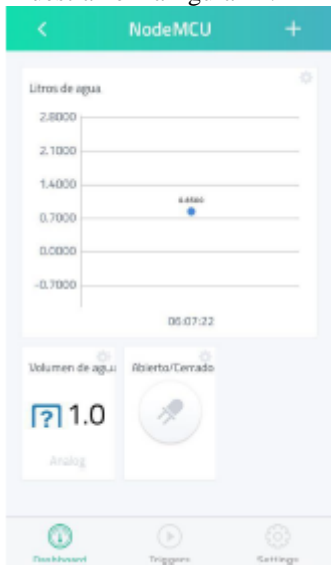 NodeMCU
Litros de agua
2.8000
2.1000
1.4000
0.7000
0.0000
-0.7000
06:07:22
Volumen de agu...
Abierto/Cerrado
1.0
Analog
Dashboard
Triggers
Settings